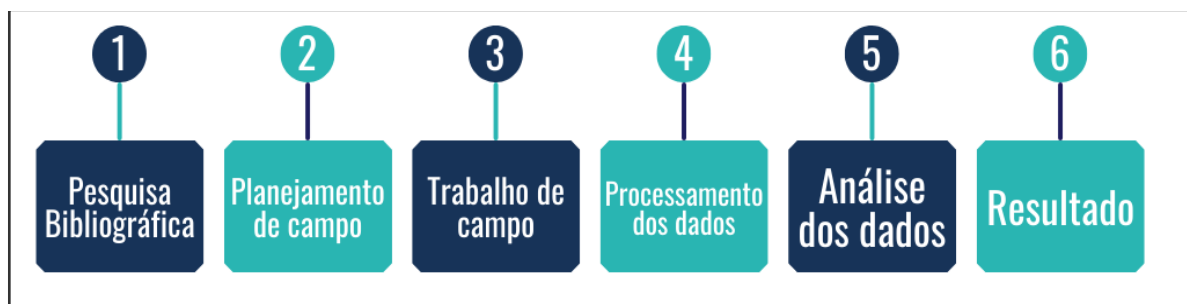 1
2
3
4
5
6
Pesquisa
Bibliográfica
Planejamento
de campo
Trabalho de
campo
Processamento
dos dados
Análise
dos dados
Resultado